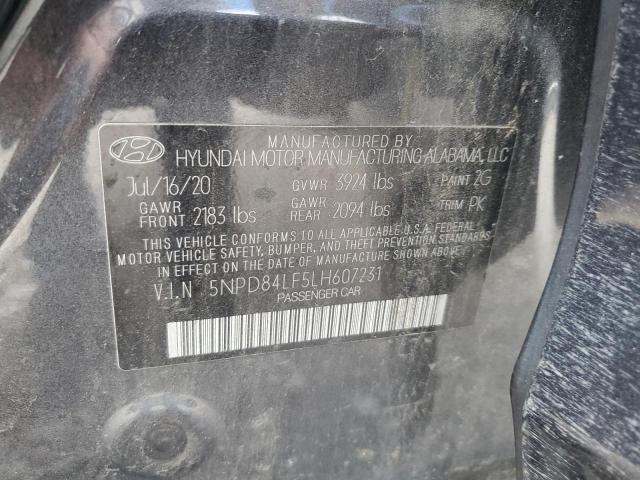 MANUFACTURED BY
HYUNDAI MOTOR MANUFACTURING ALABAMA, LLC
Jul/16/20 GVWR 3924 lbs PAINT 2G
GAWR FRONT 2183 lbs GAWR REAR 2094 lbs TRIM PK
THIS VEHICLE CONFORMS TO ALL APPLICABLE U.S. FEDERAL
MOTOR VEHICLE SAFETY, BUMPER, AND THEFT PREVENTION STANDARDS
IN EFFECT ON THE DATE OF MANUFACTURE SHOWN ABOVE.
V.I.N 5NPD84LF5LH607231
PASSENGER CAR